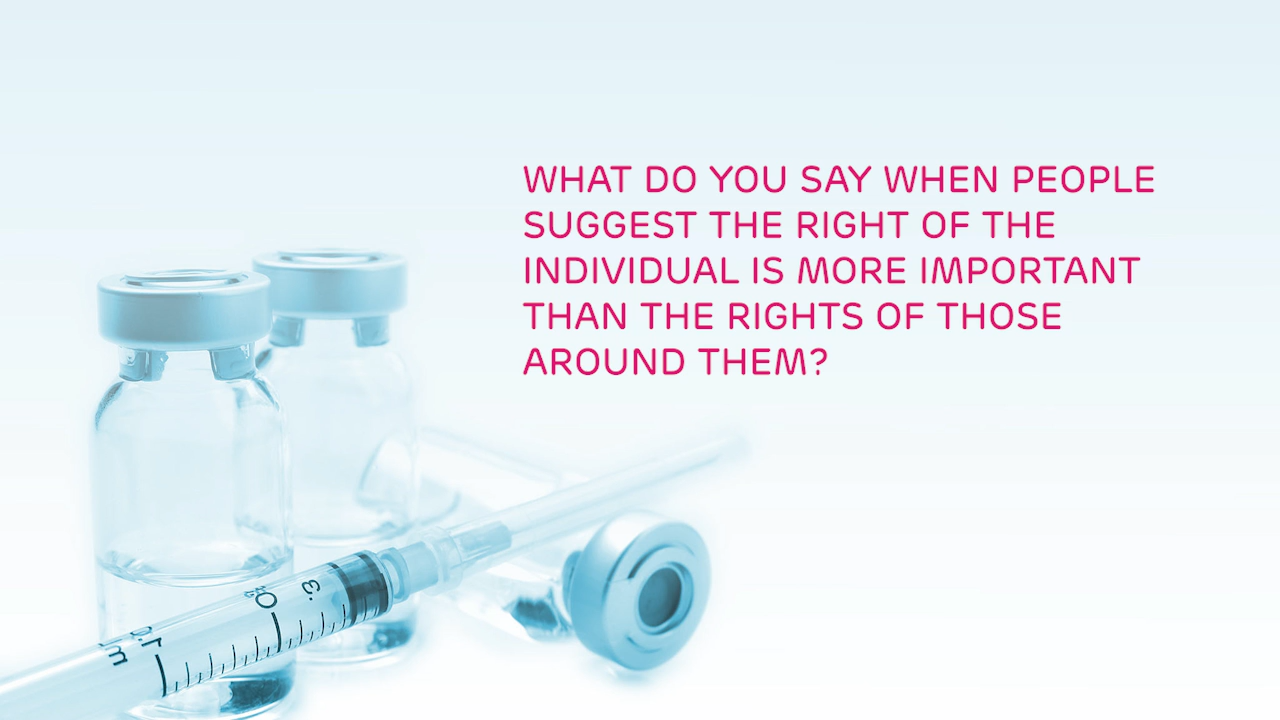 WHAT DO YOU SAY WHEN PEOPLE
SUGGEST THE RIGHT OF THE
INDIVIDUAL IS MORE IMPORTANT
THAN THE RIGHTS OF THOSE
AROUND THEM?